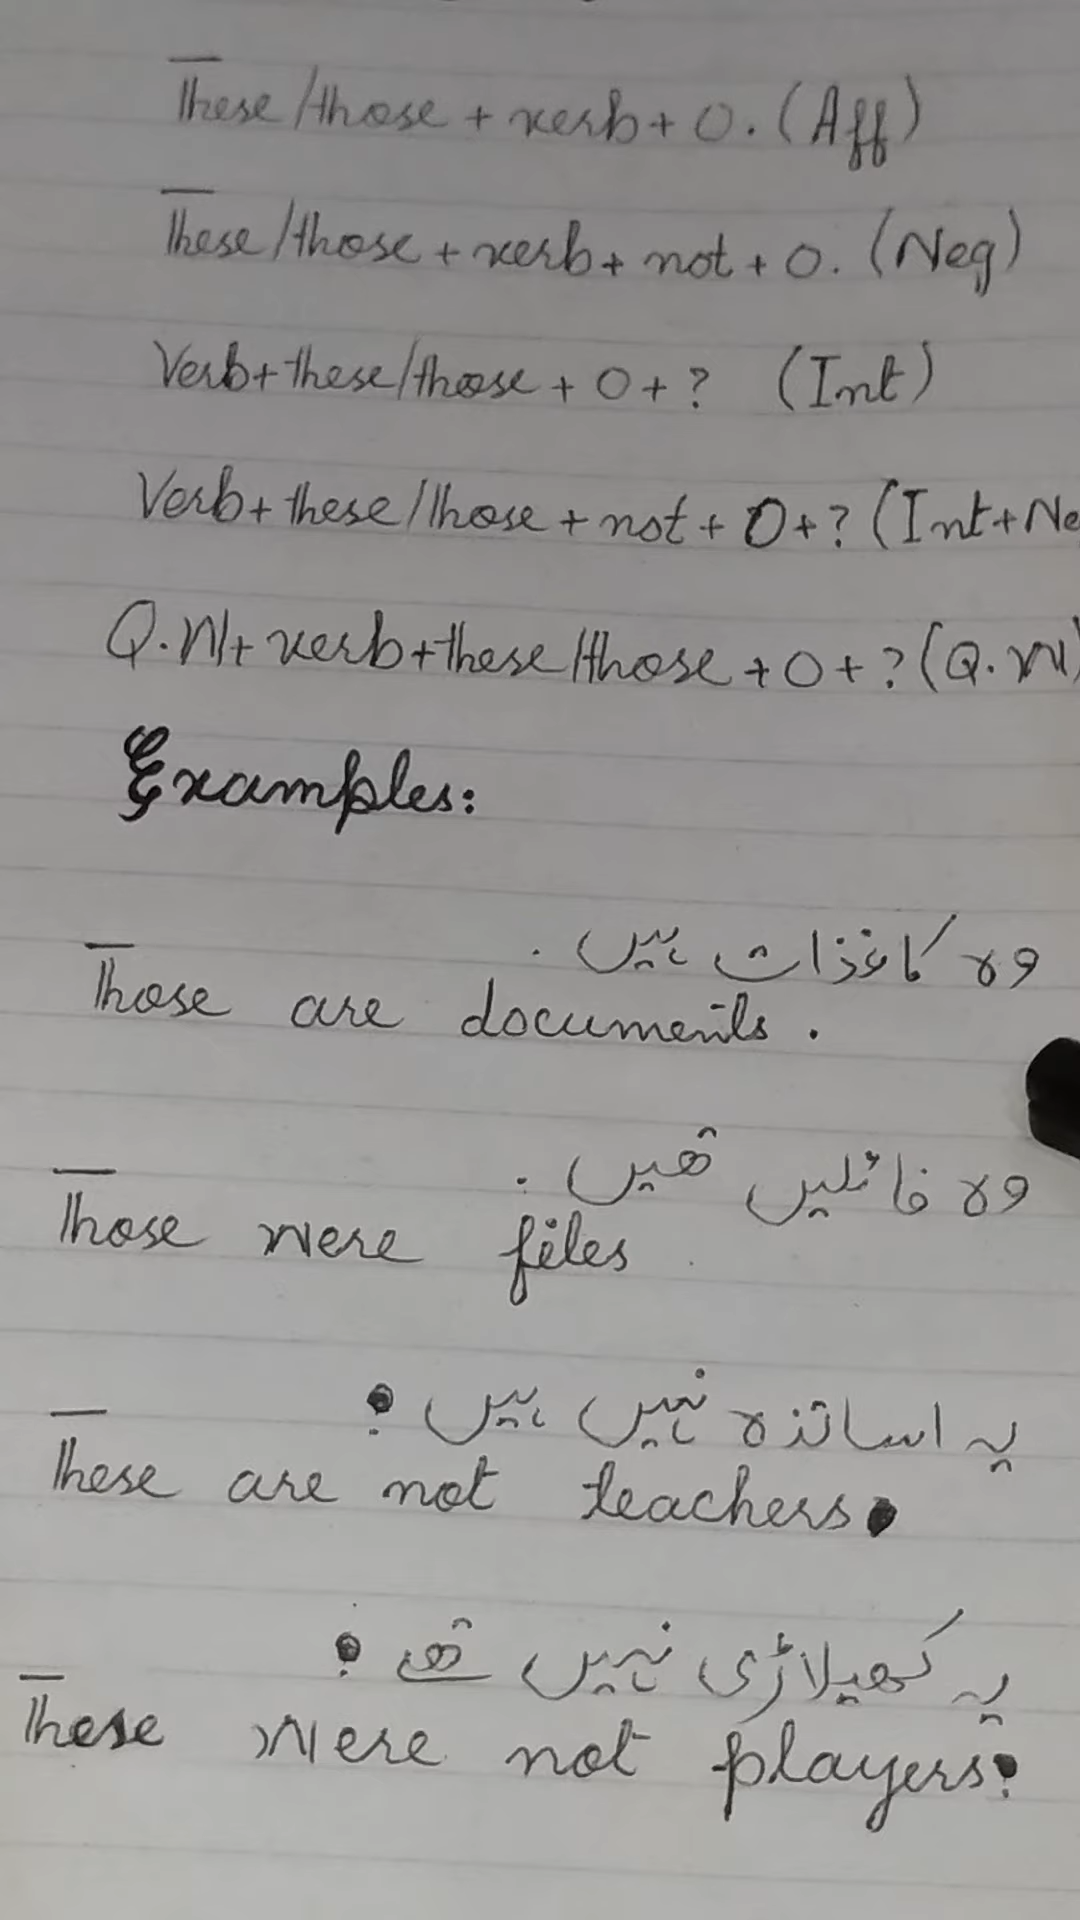 These/those + verb + O. (Aff)
These/those + verb + not + O. (Neg)
Verb + these/those + O + ? (Int)
Verb + these/those + not + O + ? (Int + Ne
Q.W + verb + these/those + O + ? (Q.W)
Examples:
وہ کاغذات ہیں.
Those are documents.
وہ فائلیں تھیں.
Those were files
یہ اساتذہ نہیں ہیں
These are not teachers.
یہ کھیلاڑی نہیں تھے
These were not players.